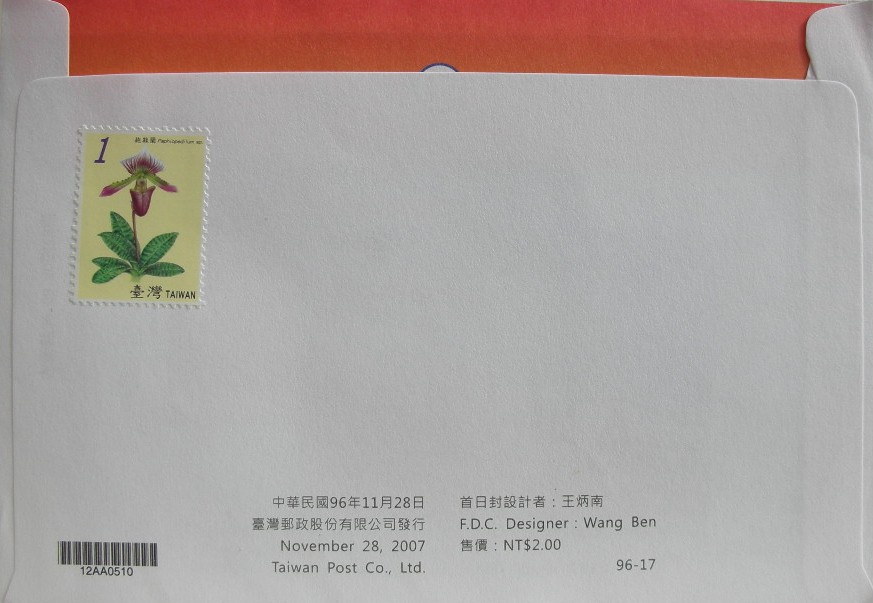 1
Paphiopedilum sp.
臺灣 TAIWAN
中華民國96年11月28日
臺灣郵政股份有限公司發行
November 28, 2007
Taiwan Post Co., Ltd.
首日封設計者：王炳南
F.D.C. Designer : Wang Ben
售價：NT$2.00
96-17
12AA0510